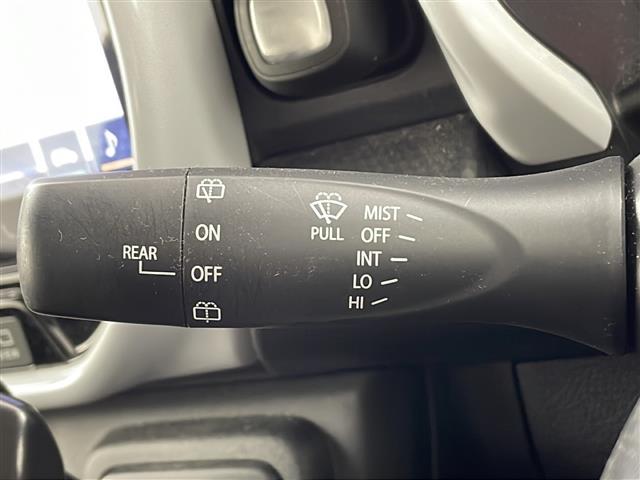 ON
PULL
MIST
OFF
INT
LO
HI
REAR
OFF